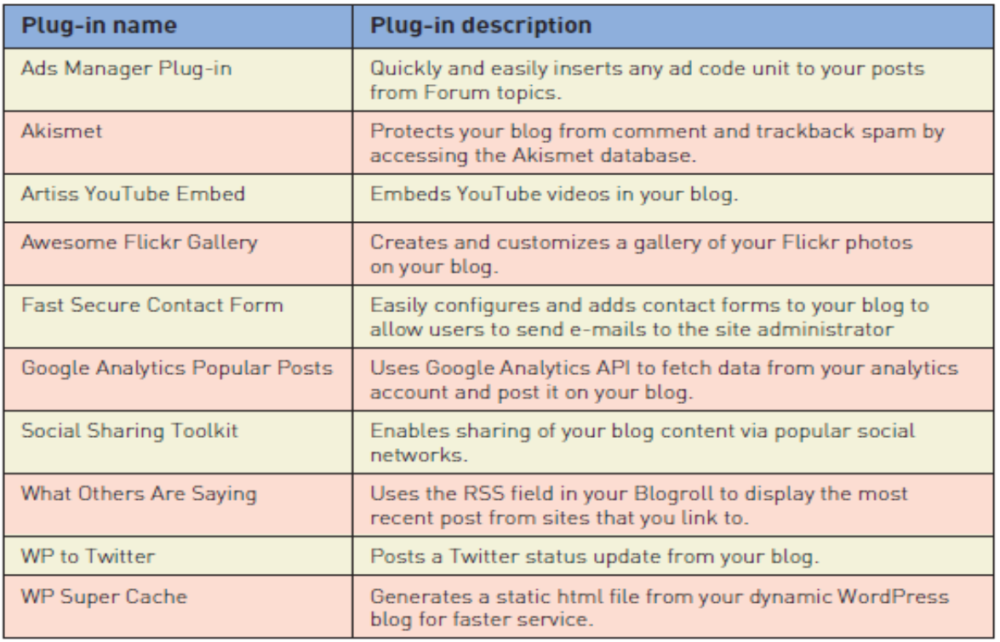 Plug-in name
Plug-in description
Ads Manager Plug-in
Quickly and easily inserts any ad code unit to your posts
from Forum topics.
Akismet
Protects your blog from comment and trackback spam by
accessing the Akismet database.
Artiss YouTube Embed
Embeds YouTube videos in your blog.
Awesome Flickr Gallery
Creates and customizes a gallery of your Flickr photos
on your blog.
Fast Secure Contact Form
Easily configures and adds contact forms to your blog to
allow users to send e-mails to the site administrator
Google Analytics Popular Posts
Uses Google Analytics API to fetch data from your analytics
account and post it on your blog.
Social Sharing Toolkit
Enables sharing of your blog content via popular social
networks.
What Others Are Saying
Uses the RSS field in your Blogroll to display the most
recent post from sites that you link to.
WP to Twitter
Posts a Twitter status update from your blog.
WP Super Cache
Generates a static html file from your dynamic WordPress
blog for faster service.